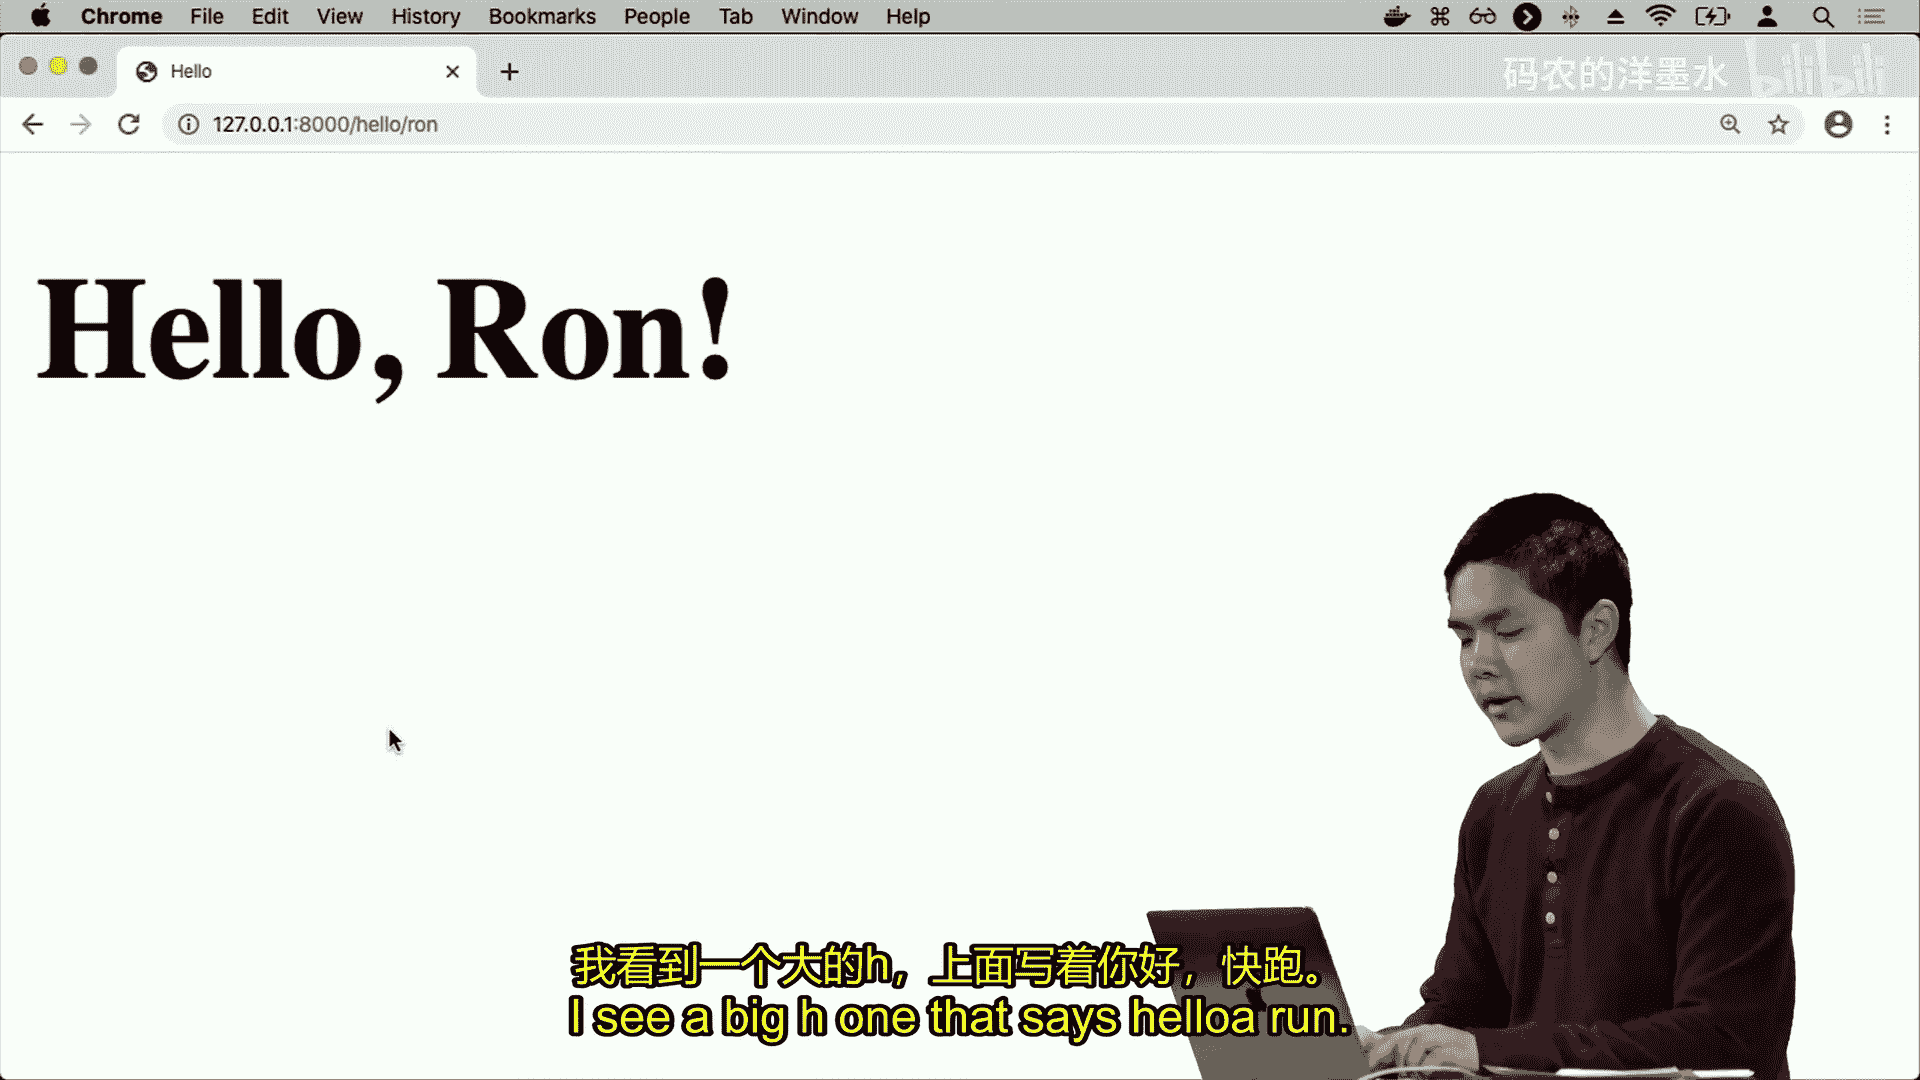 Chrome File Edit View History Bookmarks People Tab Window Help
Hello
码农的洋墨水 bilibili
127.0.0.1:8000/hello/ron
Hello, Ron!
我看到一个大的h，上面写着你好，快跑。
I see a big h one that says helloa run.